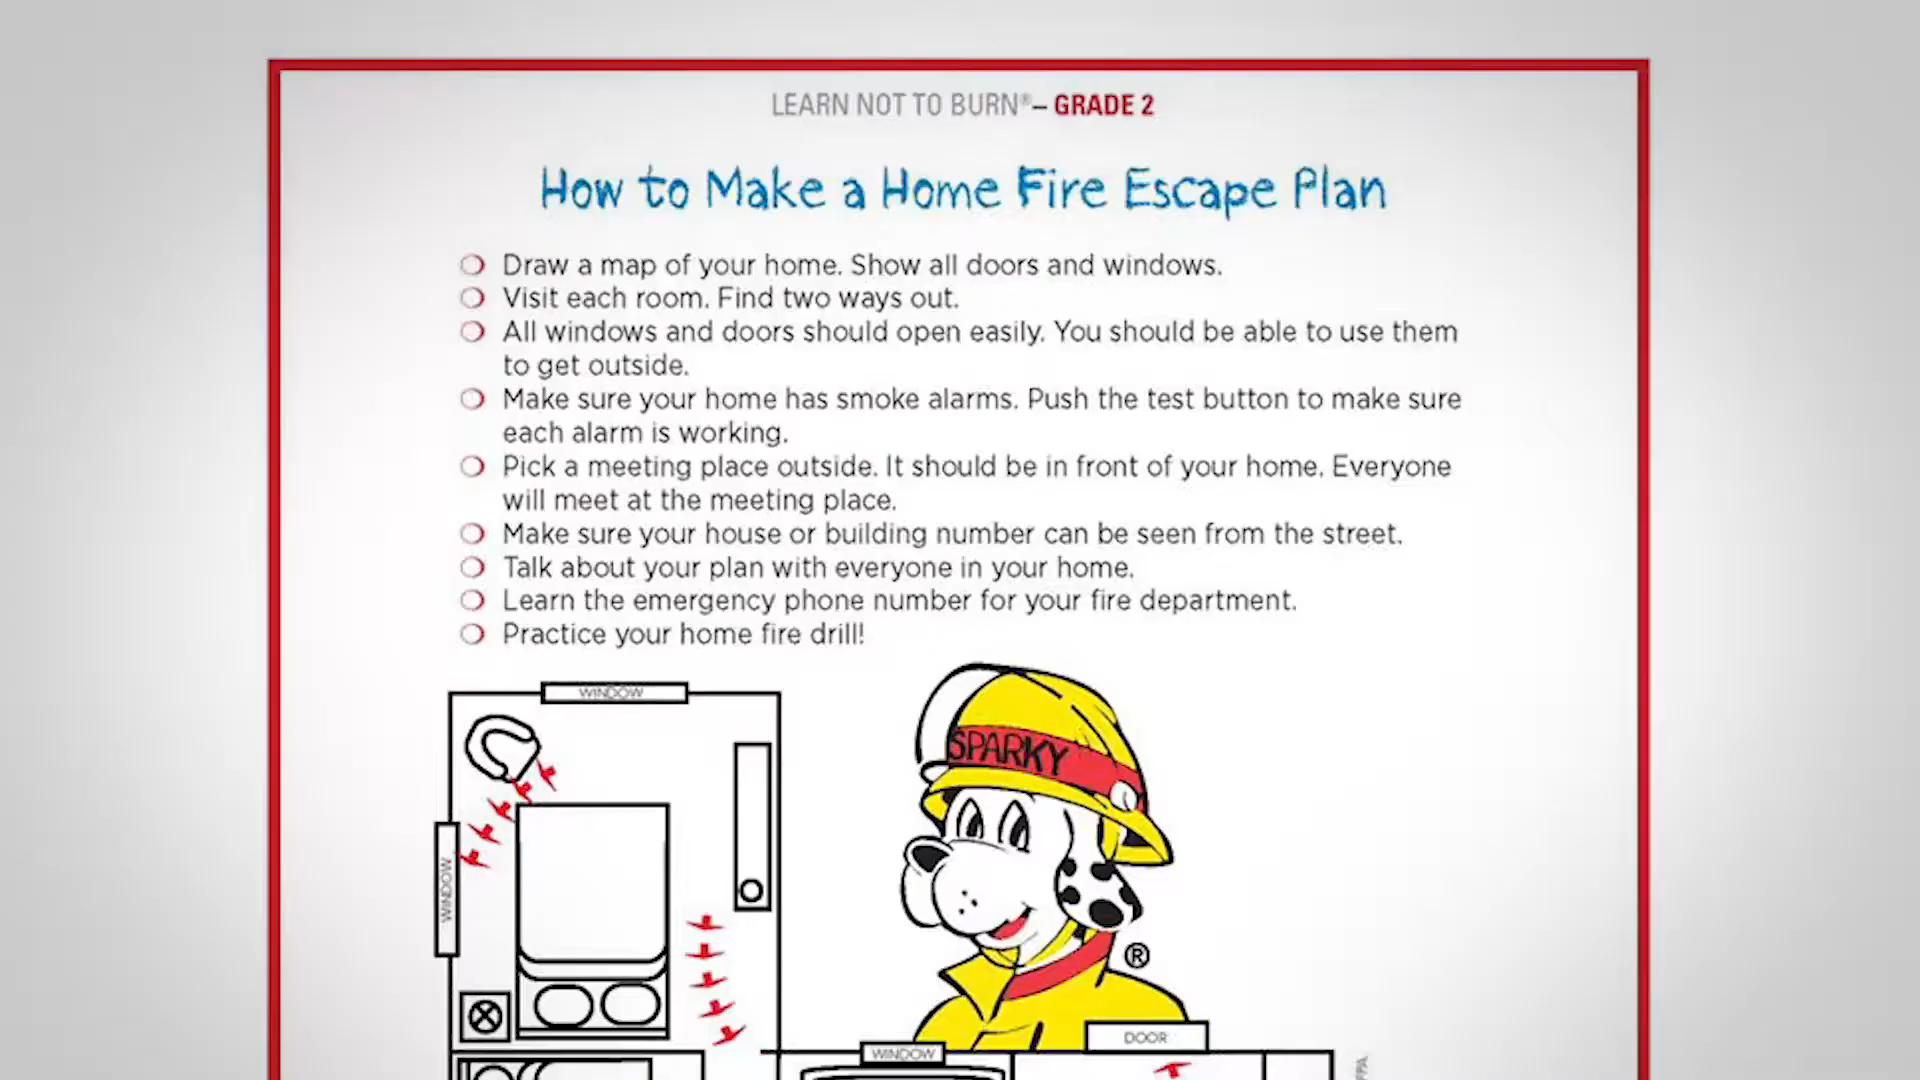 LEARN NOT TO BURN®– GRADE 2
How to Make a Home Fire Escape Plan
Draw a map of your home. Show all doors and windows.
Visit each room. Find two ways out.
All windows and doors should open easily. You should be able to use them
to get outside.
Make sure your home has smoke alarms. Push the test button to make sure
each alarm is working.
Pick a meeting place outside. It should be in front of your home. Everyone
will meet at the meeting place.
Make sure your house or building number can be seen from the street.
Talk about your plan with everyone in your home.
Learn the emergency phone number for your fire department.
Practice your home fire drill!
WINDOW
SPARKY
WINDOW
®
DOOR
WINDOW